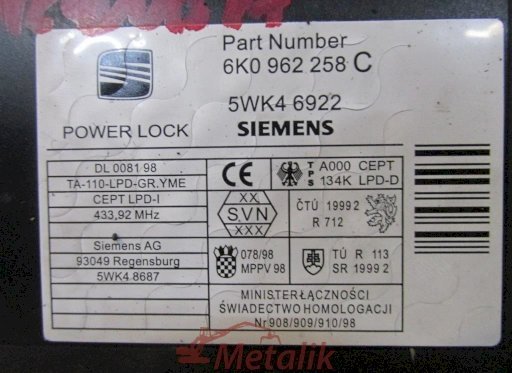 Part Number
6K0 962 258 C
5WK4 6922
POWER LOCK SIEMENS
DL 0081 98
TA-110-LPD-GR.YME
CEPT LPD-I
433,92 MHz
Siemens AG
93049 Regensburg
5WK4 8687
CE
T P S
A000 CEPT
134K LPD-D
XX
S.V.N
XXX
ČTÚ 1999 2
R 712
078/98
MPPV 98
TÚ R 113
SR 1999 2
MINISTERŁĄCZNOŚCI
ŚWIADECTWO HOMOLOGACJI
Nr 908/909/910/98
Metalik